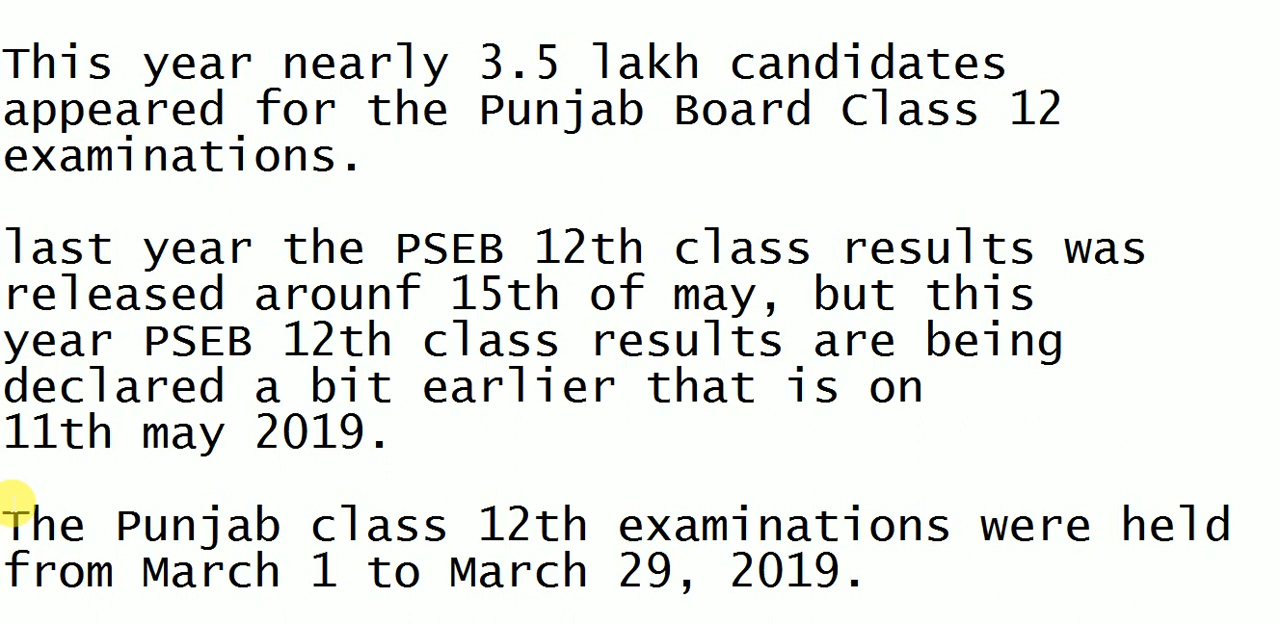 This year nearly 3.5 lakh candidates
appeared for the Punjab Board Class 12
examinations.
last year the PSEB 12th class results was
released arounf 15th of may, but this
year PSEB 12th class results are being
declared a bit earlier that is on
11th may 2019.
The Punjab class 12th examinations were held
from March 1 to March 29, 2019.